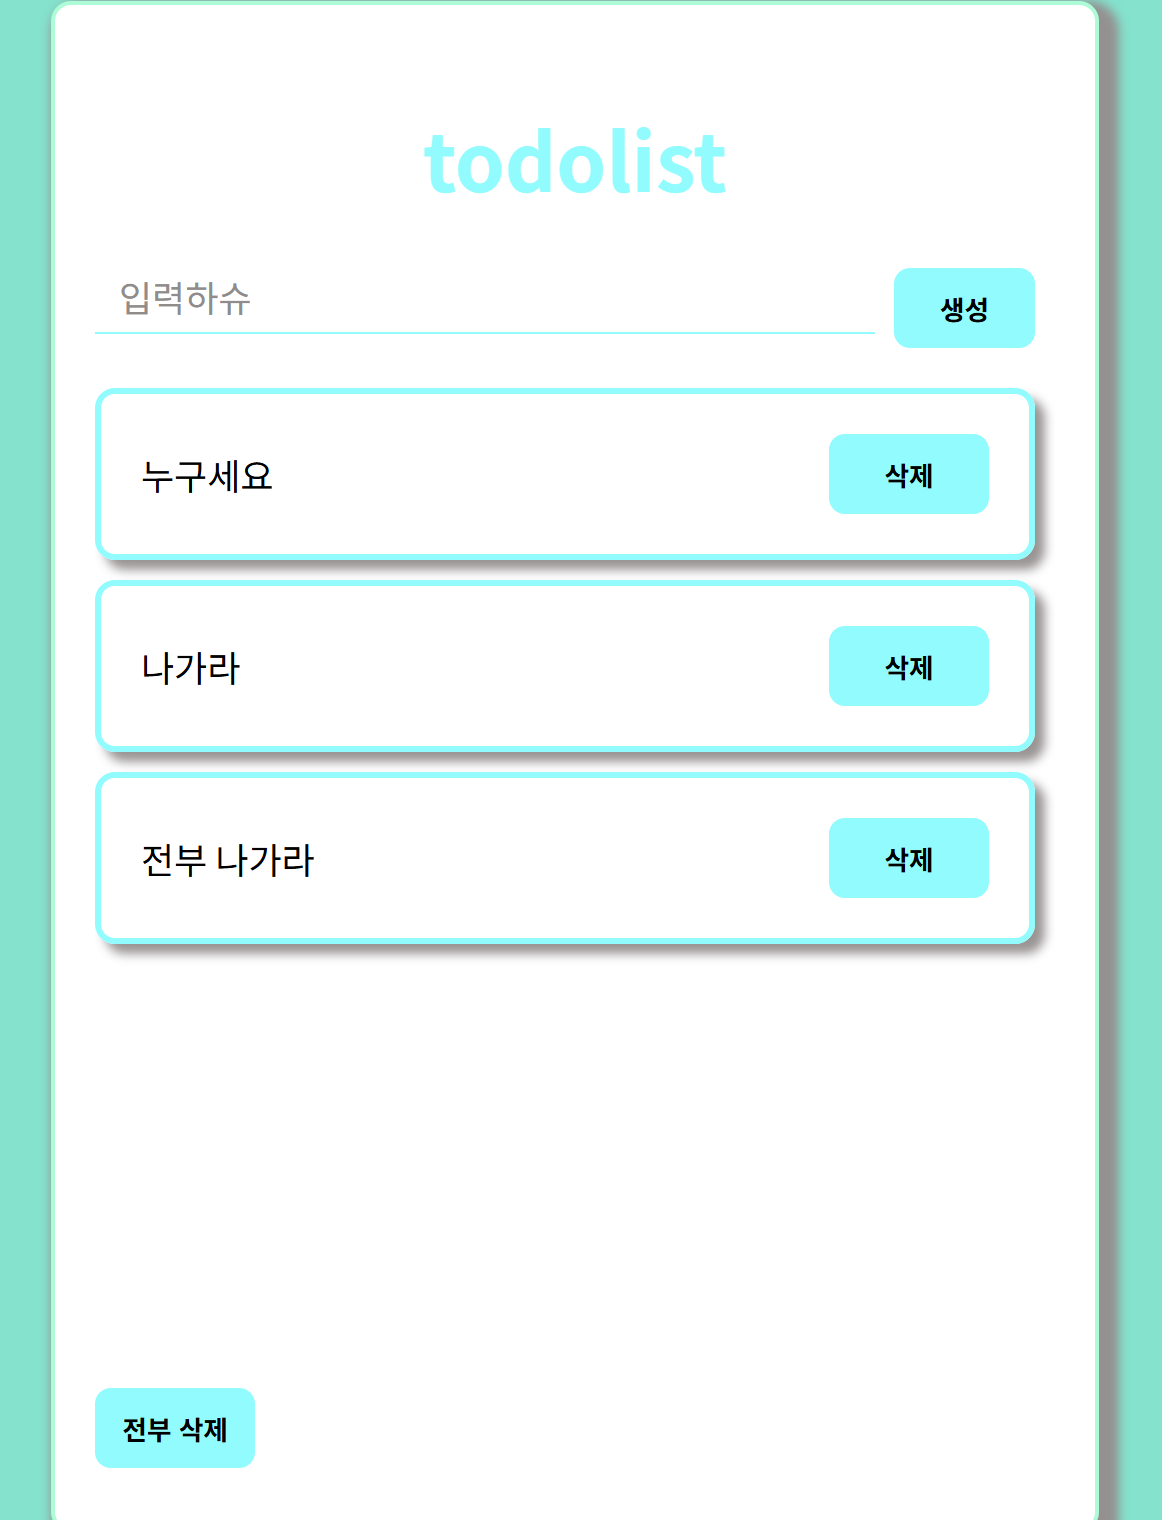 todolist
입력하슈
생성
누구세요
삭제
나가라
삭제
전부 나가라
삭제
전부 삭제